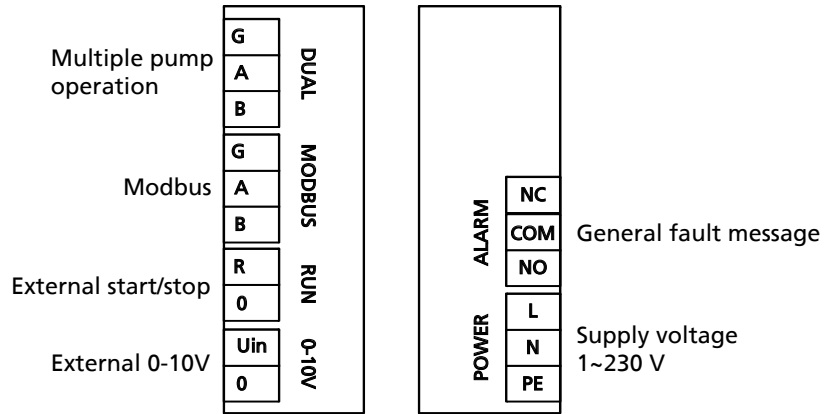 Multiple pump
operation
G
A
B
DUAL
Modbus
G
A
B
MODBUS
External start/stop
R
0
RUN
External 0-10V
Uin
0
0-10V
ALARM
NC
COM
NO
General fault message
POWER
L
N
PE
Supply voltage
1~230 V